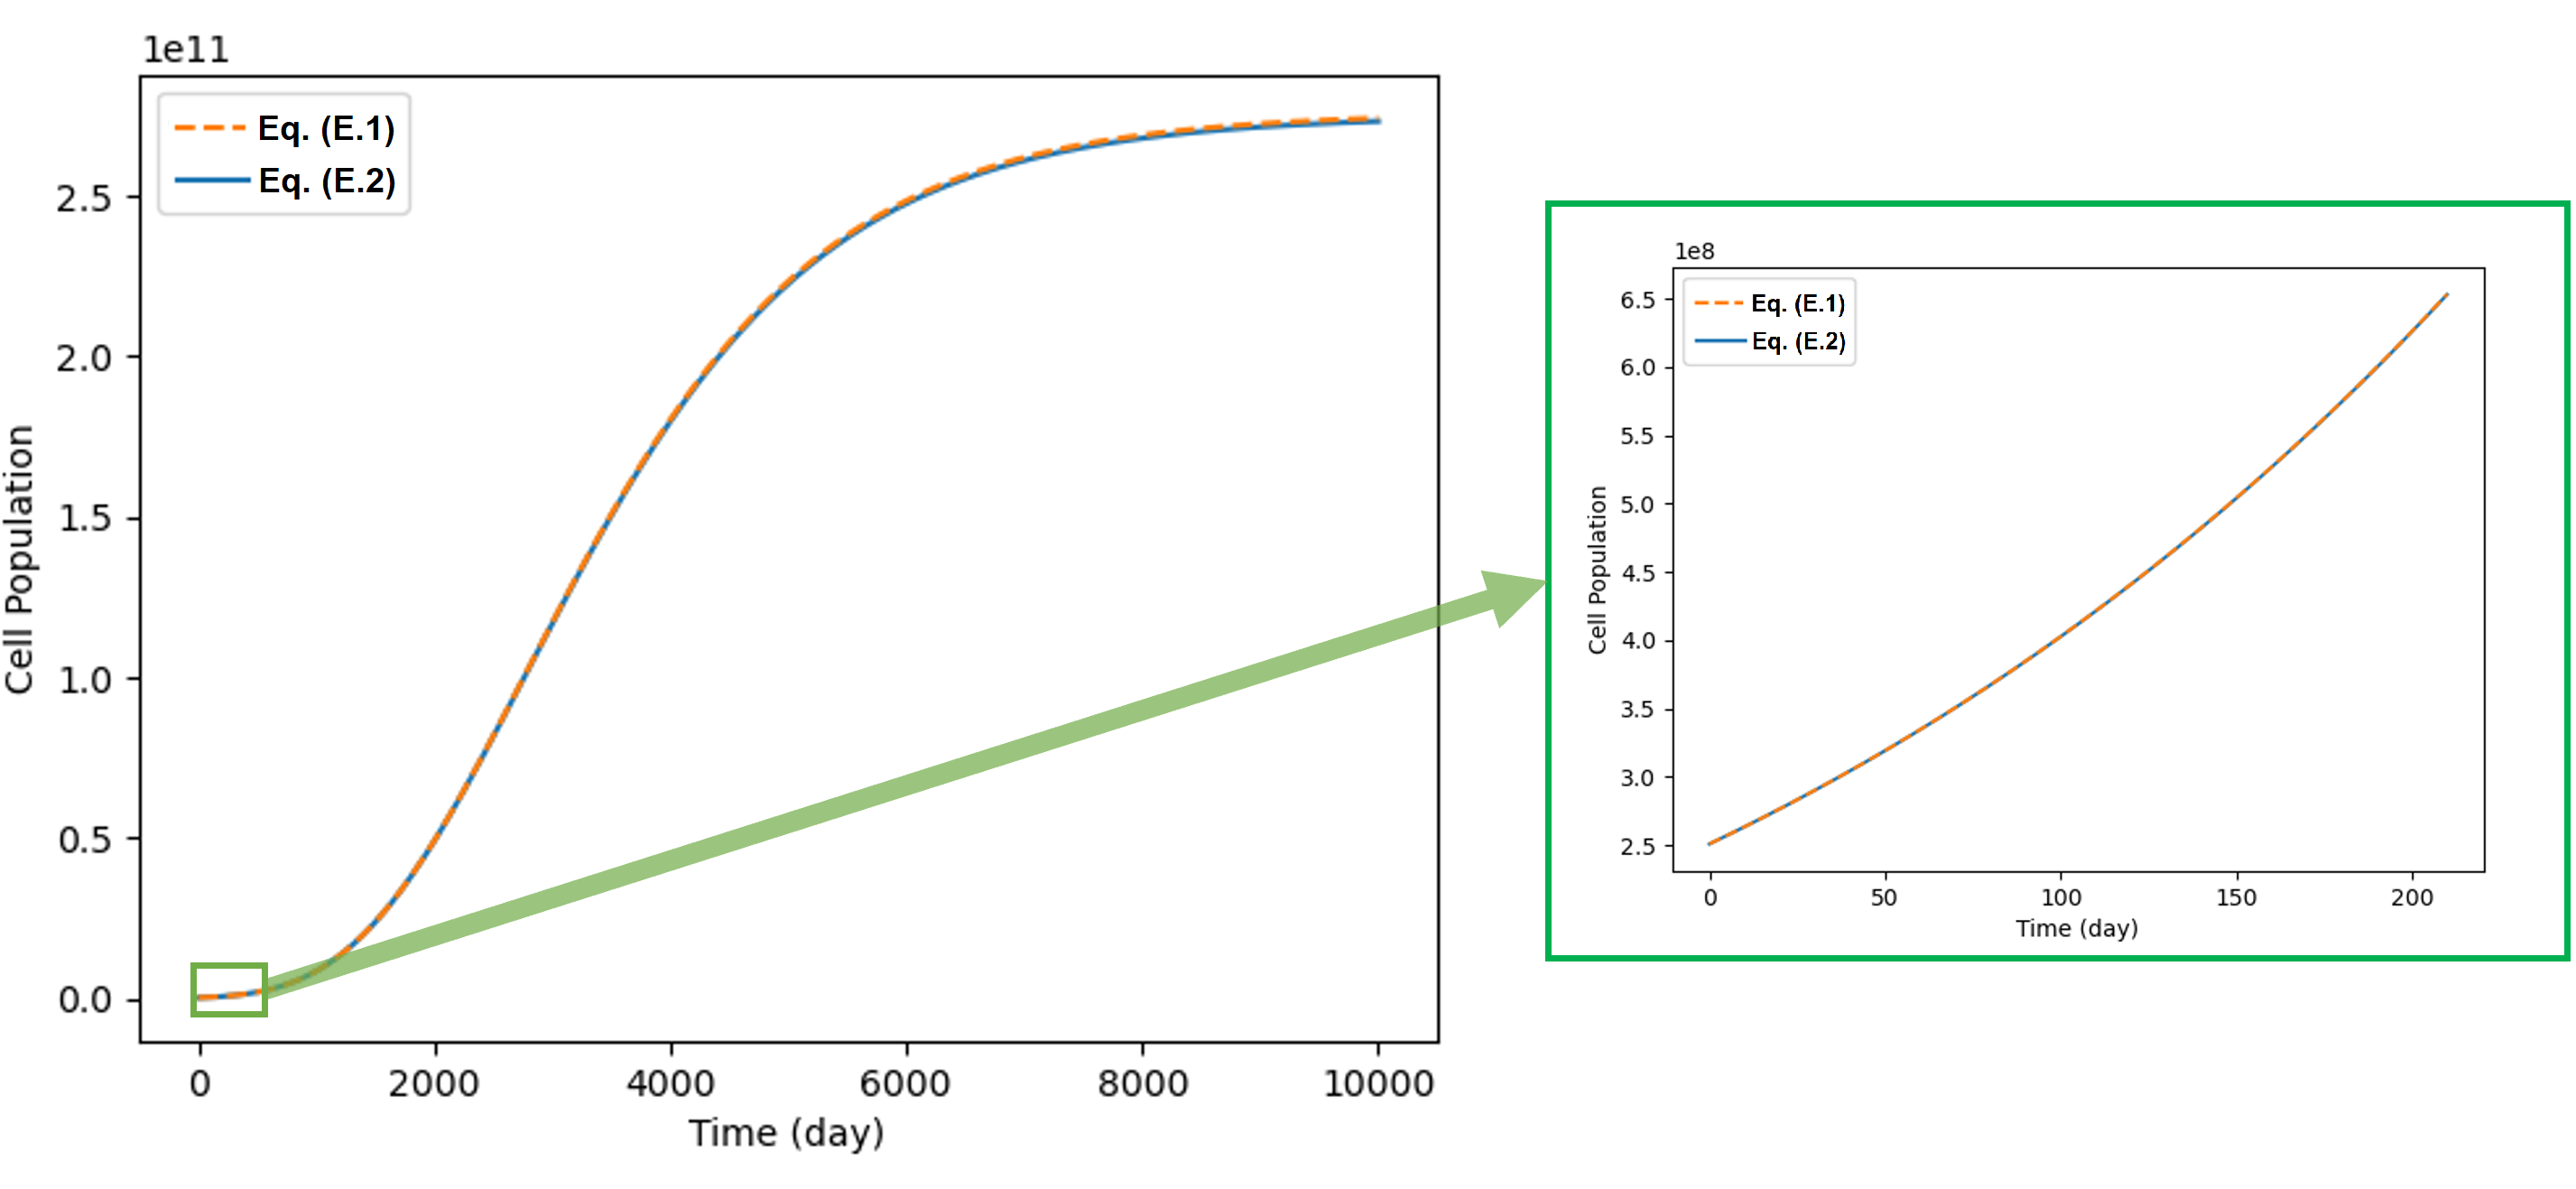 1e11
Eq. (E.1)
Eq. (E.2)
2.5
2.0
1.5
1.0
0.5
0.0
Cell Population
0 2000 4000 6000 8000 10000
Time (day)
1e8
Eq. (E.1)
Eq. (E.2)
6.5
6.0
5.5
5.0
4.5
4.0
3.5
3.0
2.5
Cell Population
0 50 100 150 200
Time (day)